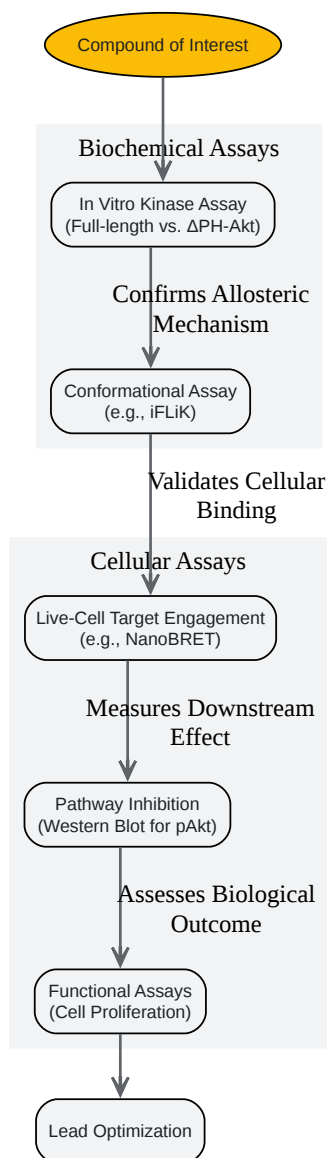 Compound of Interest
Biochemical Assays
In Vitro Kinase Assay
(Full-length vs. ΔPH-Akt)
Confirms Allosteric
Mechanism
Conformational Assay
(e.g., iFLiK)
Validates Cellular
Binding
Cellular Assays
Live-Cell Target Engagement
(e.g., NanoBRET)
Measures Downstream
Effect
Pathway Inhibition
(Western Blot for pAkt)
Assesses Biological
Outcome
Functional Assays
(Cell Proliferation)
Lead Optimization